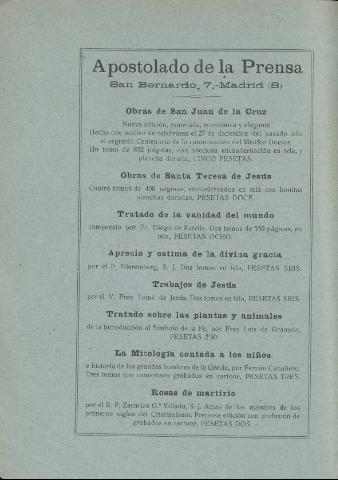 Apostolado de la Prensa
San Bernardo, 7,-Madrid (8)
Obras de San Juan de la Cruz
Nueva edición, esmerada, económica y elegante.
Hecha con motivo de celebrarse el 27 de diciembre del pasado año
el segundo Centenario de la canonización del Místico Doctor.
Un tomo de 852 páginas, con preciosa encuadernación en tela, y
plancha dorada, CINCO PESETAS.
Obras de Santa Teresa de Jesús
Cuatro tomos de 400 páginas, encuadernados en tela con bonitas
planchas doradas, PESETAS DOCE.
Tratado de la vanidad del mundo
compuesto por Fr. Diego de Estella. Dos tomos de 550 páginas, en
tela, PESETAS OCHO.
Aprecio y estima de la divina gracia
por el P. Nieremberg, S. J. Dos tomos en tela, PESETAS SEIS.
Trabajos de Jesús
por el V. Fray Tomé de Jesús. Dos tomos en tela, PESETAS SEIS.
Tratado sobre las plantas y animales
de la Introducción al Símbolo de la Fe, por Fray Luis de Granada,
PESETAS 2'50.
La Mitología contada a los niños
e historia de los grandes hombres de la Grecia, por Fernán Caballero.
Tres tomos con numerosos grabados en cartoné, PESETAS TRES.
Rosas de martirio
por el R. P. Zacarías G.ª Villada, S. J. Actas de los mártires de los
primeros siglos del Cristianismo. Preciosa edición con profusión de
grabados en cartoné, PESETAS DOS